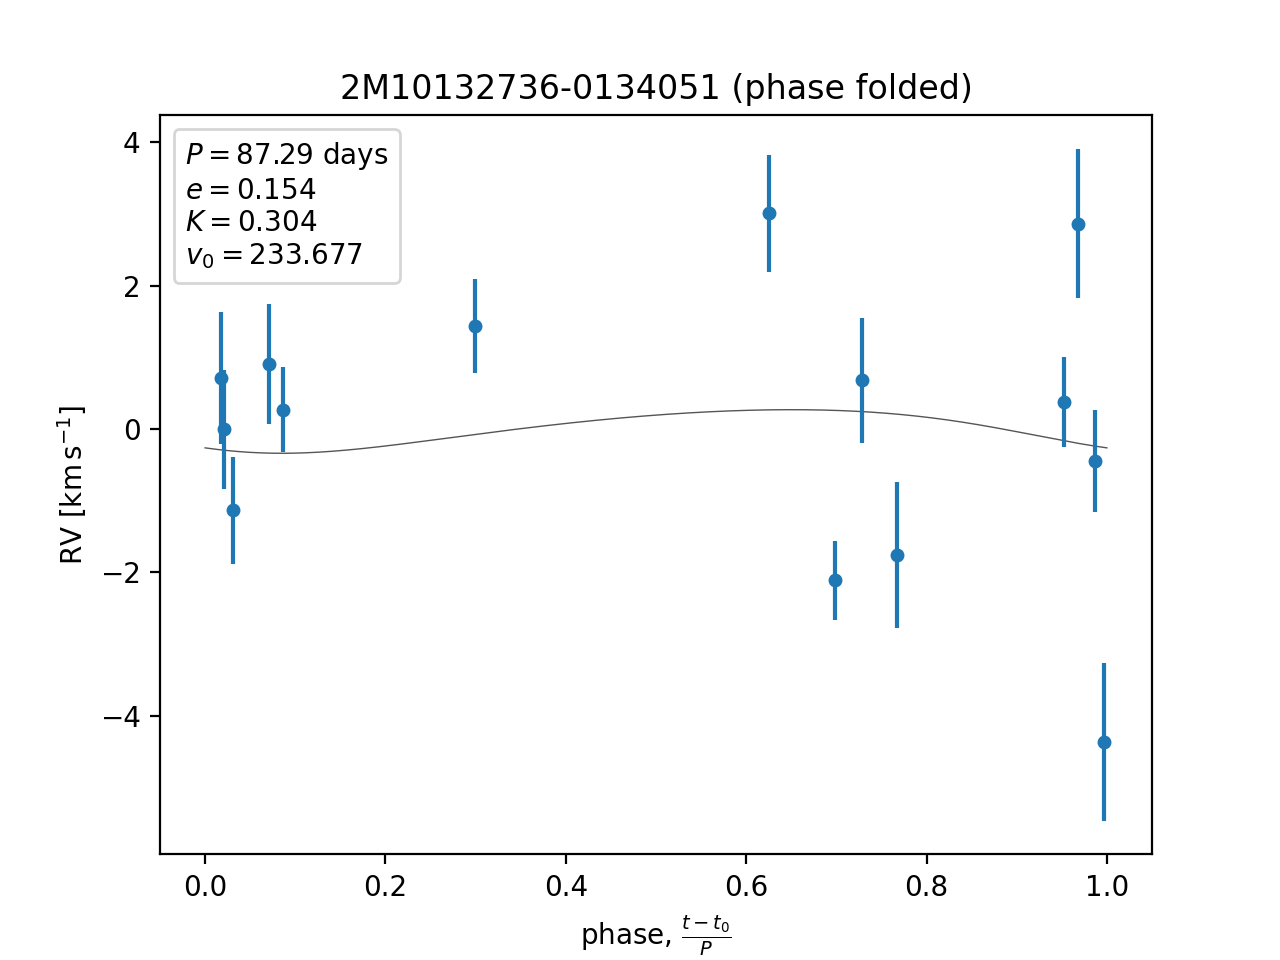 2M10132736-0134051 (phase folded)
P = 87.29 days
e = 0.154
K = 0.304
v₀ = 233.677
4
2
0
−2
−4
RV [km s⁻¹]
0.0 0.2 0.4 0.6 0.8 1.0
phase, (t − t₀)/P